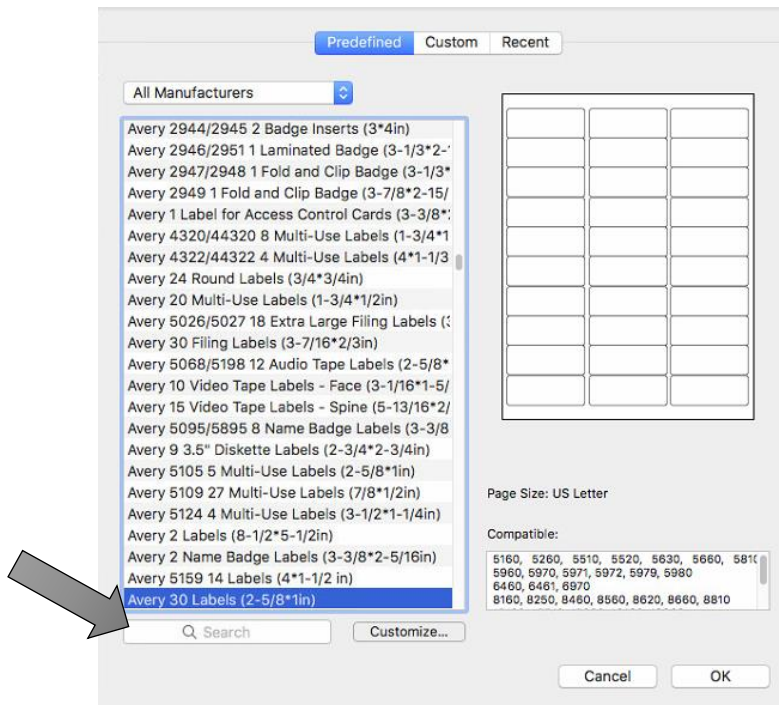 Predefined Custom Recent
All Manufacturers
Avery 2944/2945 2 Badge Inserts (3*4in)
Avery 2946/2951 1 Laminated Badge (3-1/3*2-
Avery 2947/2948 1 Fold and Clip Badge (3-1/3*
Avery 2949 1 Fold and Clip Badge (3-7/8*2-15/
Avery 1 Label for Access Control Cards (3-3/8*
Avery 4320/44320 8 Multi-Use Labels (1-3/4*1
Avery 4322/44322 4 Multi-Use Labels (4*1-1/3
Avery 24 Round Labels (3/4*3/4in)
Avery 20 Multi-Use Labels (1-3/4*1/2in)
Avery 5026/5027 18 Extra Large Filing Labels (
Avery 30 Filing Labels (3-7/16*2/3in)
Avery 5068/5198 12 Audio Tape Labels (2-5/8*
Avery 10 Video Tape Labels - Face (3-1/16*1-5/
Avery 15 Video Tape Labels - Spine (5-13/16*2/
Avery 5095/5895 8 Name Badge Labels (3-3/8
Avery 9 3.5" Diskette Labels (2-3/4*2-3/4in)
Avery 5105 5 Multi-Use Labels (2-5/8*1in)
Avery 5109 27 Multi-Use Labels (7/8*1/2in)
Avery 5124 4 Multi-Use Labels (3-1/2*1-1/4in)
Avery 2 Labels (8-1/2*5-1/2in)
Avery 2 Name Badge Labels (3-3/8*2-5/16in)
Avery 5159 14 Labels (4*1-1/2 in)
Avery 30 Labels (2-5/8*1in)
Search
Customize...
Page Size: US Letter
Compatible:
5160, 5260, 5510, 5520, 5630, 5660, 5810
5960, 5970, 5971, 5972, 5979, 5980
6460, 6461, 6970
8160, 8250, 8460, 8560, 8620, 8660, 8810
Cancel OK